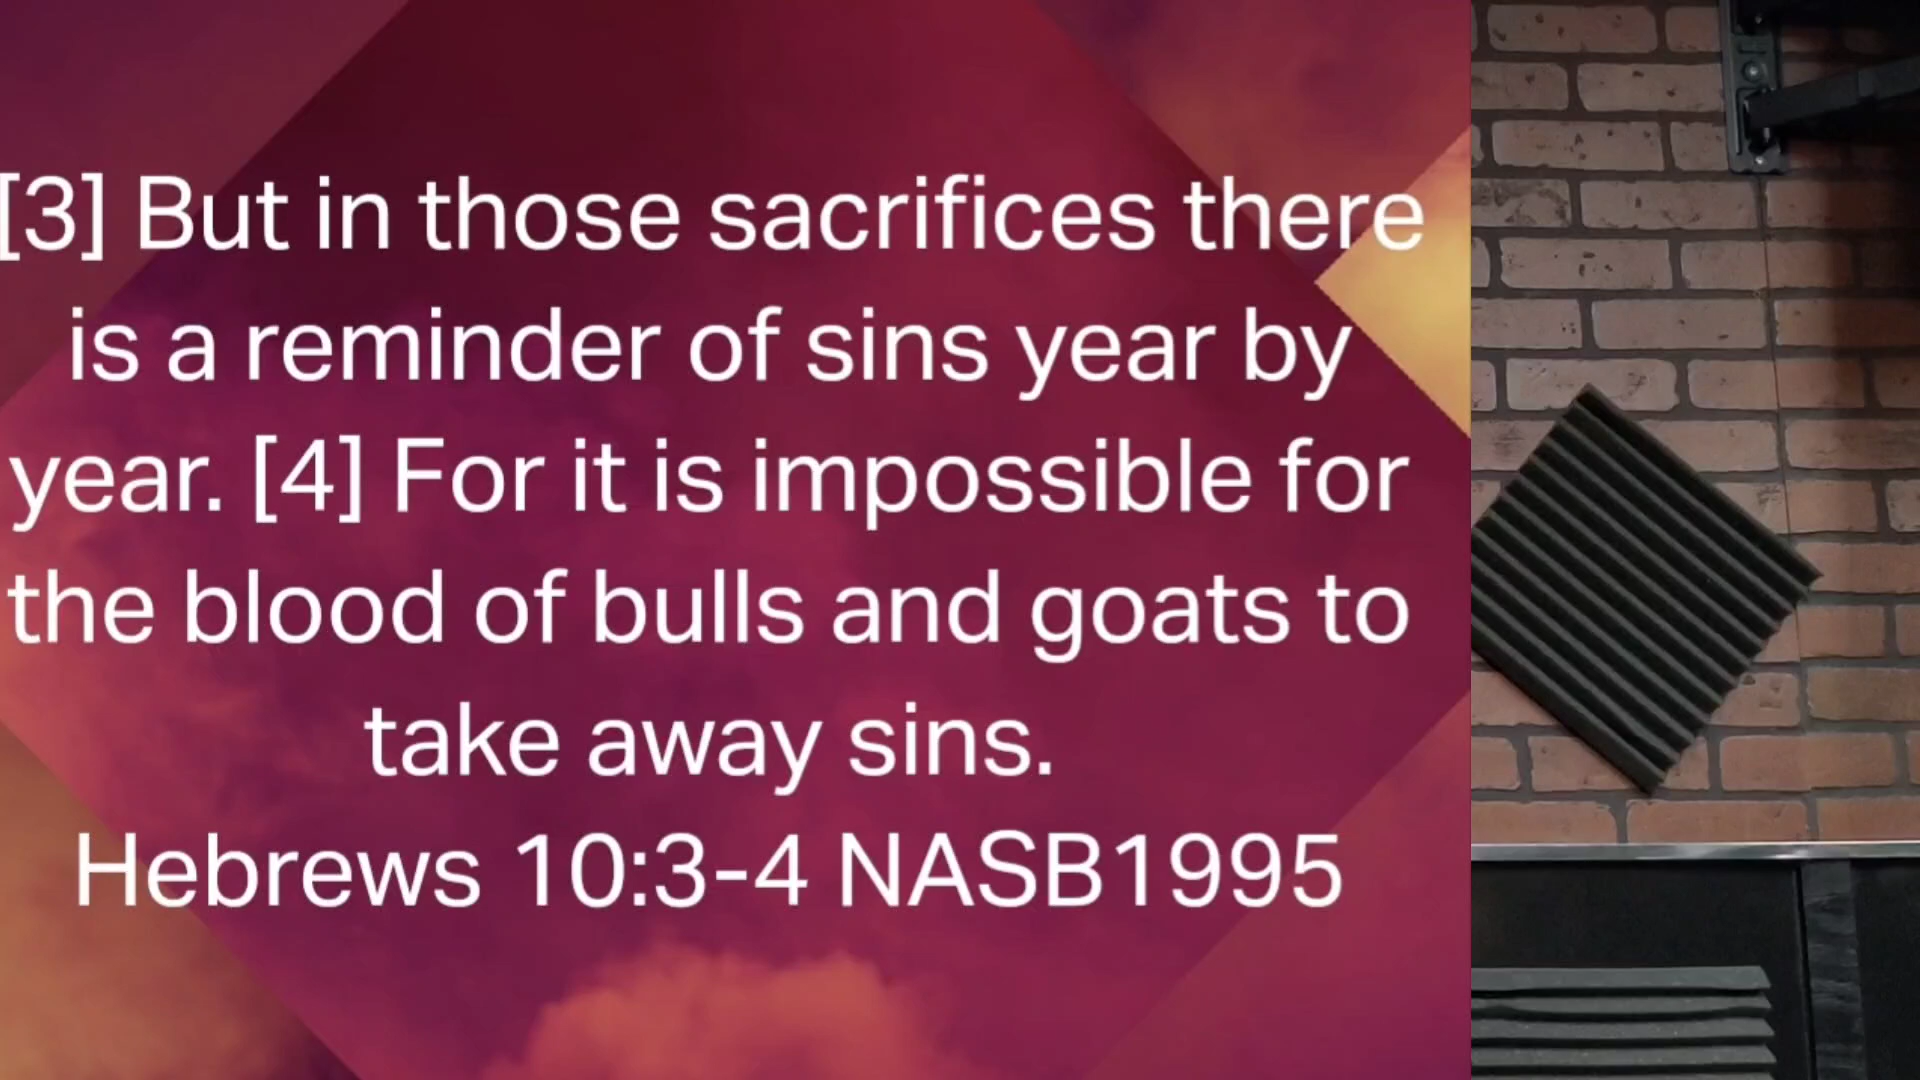 [3] But in those sacrifices there
is a reminder of sins year by
year. [4] For it is impossible for
the blood of bulls and goats to
take away sins.
Hebrews 10:3-4 NASB1995